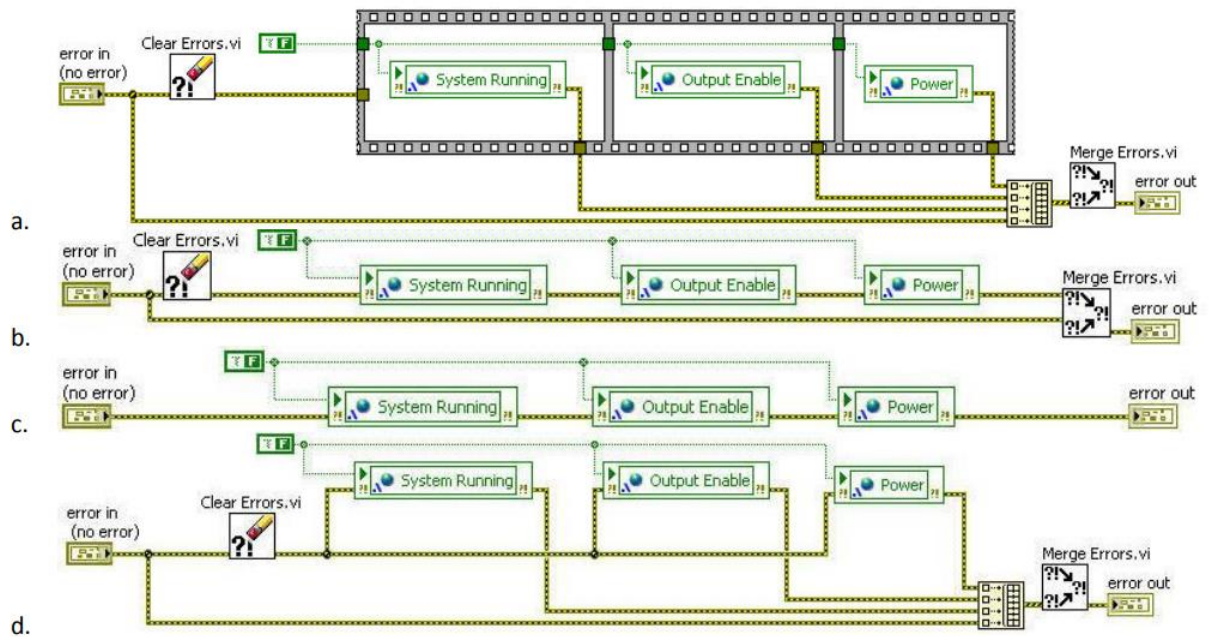 error in
(no error)
Clear Errors.vi
F
System Running
Output Enable
Power
Merge Errors.vi
error out
a.
error in
(no error)
Clear Errors.vi
F
System Running
Output Enable
Power
Merge Errors.vi
error out
b.
error in
(no error)
F
System Running
Output Enable
Power
error out
c.
error in
(no error)
Clear Errors.vi
F
System Running
Output Enable
Power
Merge Errors.vi
error out
d.